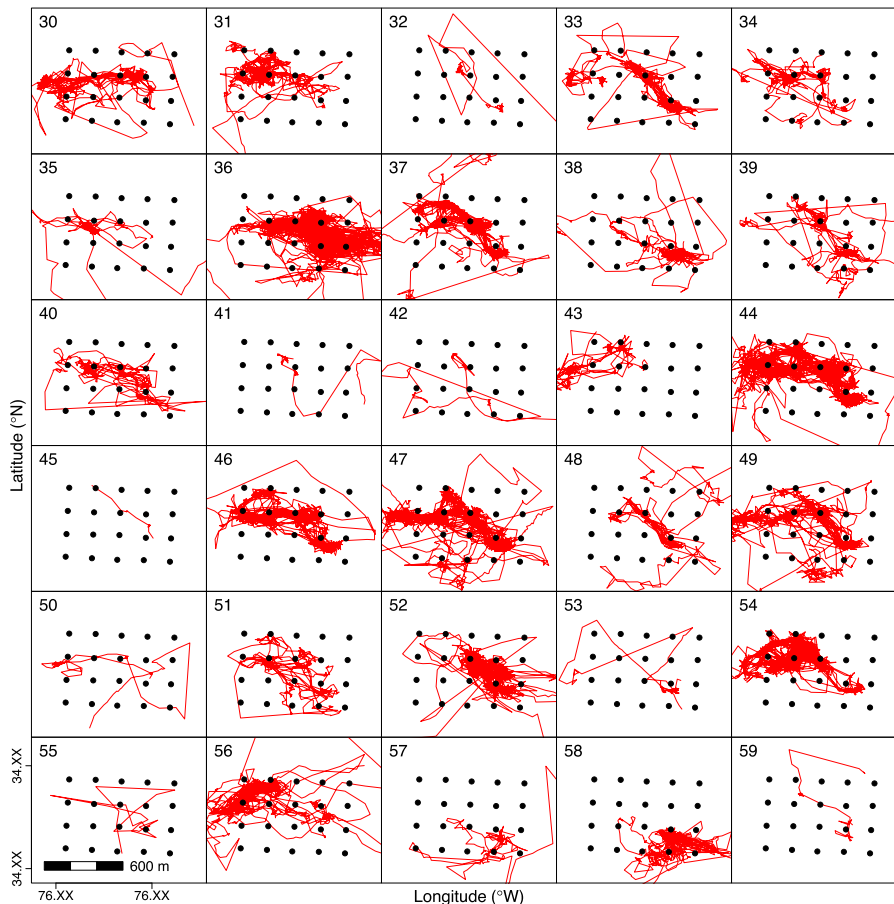 30 31 32 33 34
35 36 37 38 39
40 41 42 43 44
45 46 47 48 49
50 51 52 53 54
55 56 57 58 59
Latitude (°N)
34.XX
34.XX
600 m
76.XX 76.XX
Longitude (°W)